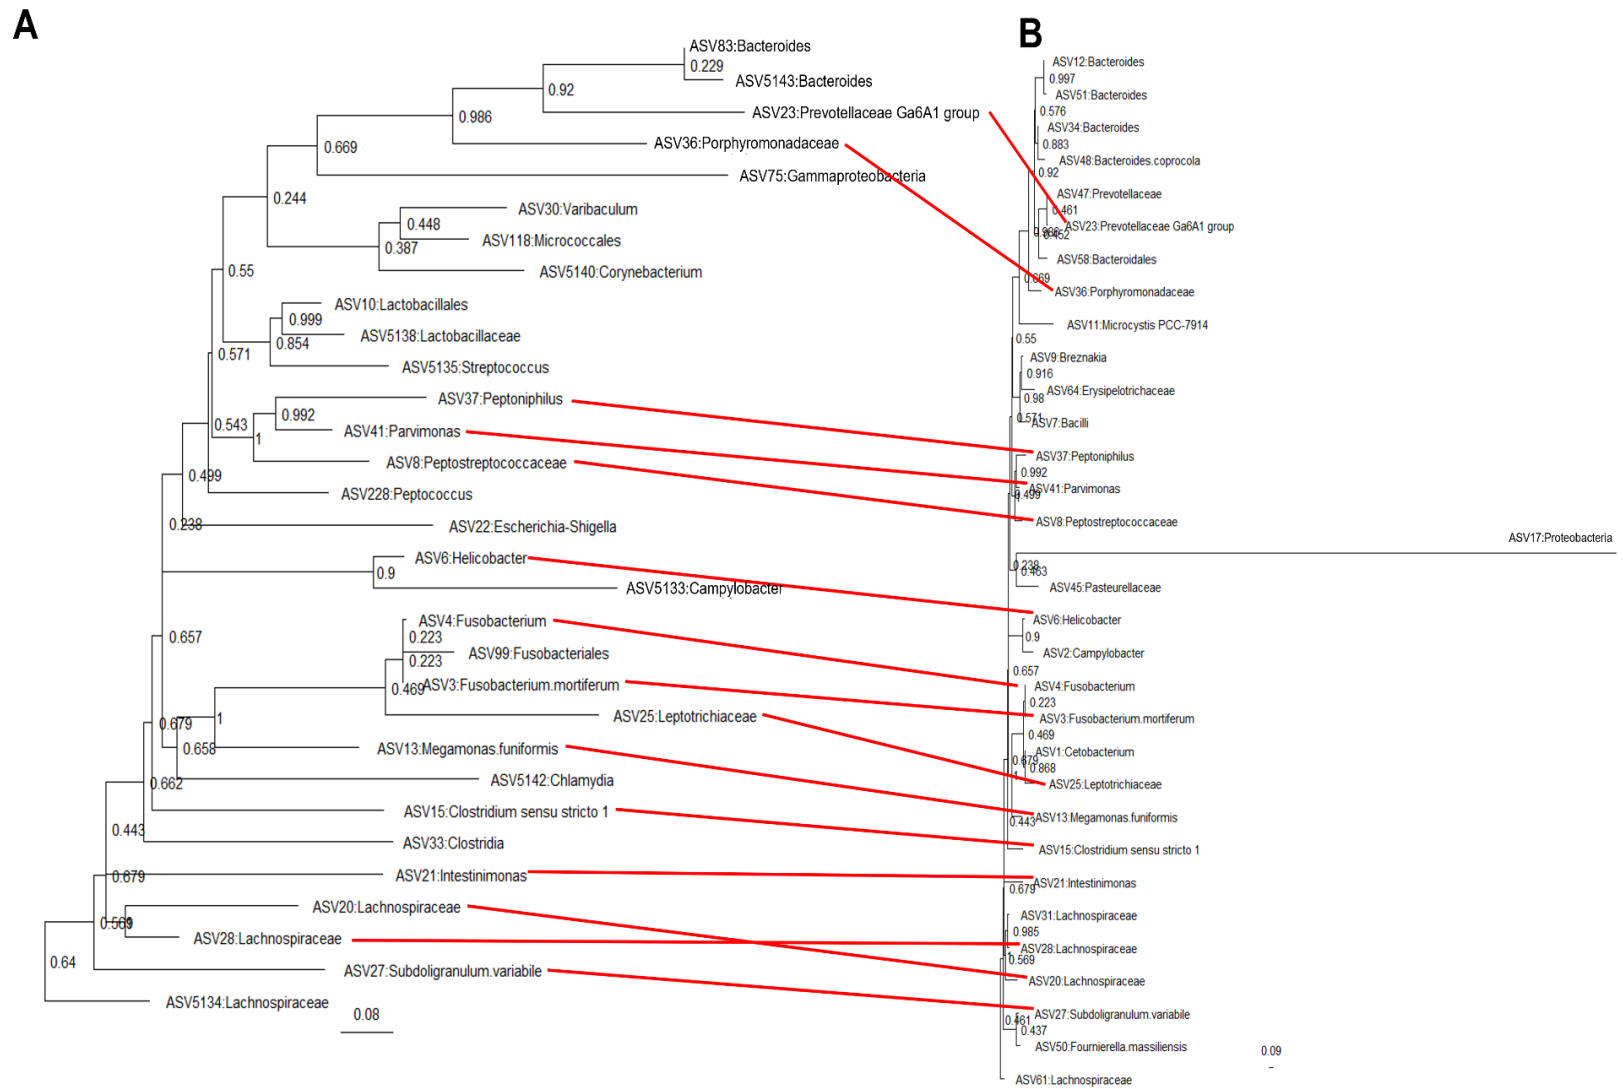 A
ASV83:Bacteroides
0.229
ASV5143:Bacteroides
0.92
ASV23:Prevotellaceae Ga6A1 group
0.986
ASV36:Porphyromonadaceae
0.669
ASV75:Gammaproteobacteria
0.244
ASV30:Varibaculum
0.448
ASV118:Micrococcales
0.387
ASV5140:Corynebacterium
0.55
ASV10:Lactobacillales
0.999
ASV5138:Lactobacillaceae
0.854
0.571
ASV5135:Streptococcus
ASV37:Peptoniphilus
0.992
0.543
1
ASV41:Parvimonas
ASV8:Peptostreptococcaceae
0.499
ASV228:Peptococcus
0.238
ASV22:Escherichia-Shigella
ASV6:Helicobacter
0.9
ASV5133:Campylobacter
ASV4:Fusobacterium
0.223
0.657
ASV99:Fusobacteriales
0.223
0.469
ASV3:Fusobacterium.mortiferum
ASV25:Leptotrichiaceae
0.679
1
0.658
ASV13:Megamonas.funiformis
0.662
ASV5142:Chlamydia
ASV15:Clostridium sensu stricto 1
0.443
ASV33:Clostridia
0.679
ASV21:Intestinimonas
ASV20:Lachnospiraceae
0.569
ASV28:Lachnospiraceae
0.64
ASV27:Subdoligranulum.variabile
ASV5134:Lachnospiraceae
0.08
B
ASV12:Bacteroides
0.997
ASV51:Bacteroides
0.576
ASV34:Bacteroides
0.883
ASV48:Bacteroides.coprocola
0.92
ASV47:Prevotellaceae
0.461
ASV23:Prevotellaceae Ga6A1 group
0.452
ASV58:Bacteroidales
0.669
ASV36:Porphyromonadaceae
ASV11:Microcystis PCC-7914
0.55
ASV9:Breznakia
0.916
ASV64:Erysipelotrichaceae
0.98
0.571
ASV7:Bacilli
ASV37:Peptoniphilus
0.992
ASV41:Parvimonas
0.499
ASV8:Peptostreptococcaceae
ASV17:Proteobacteria
0.238
0.463
ASV45:Pasteurellaceae
ASV6:Helicobacter
0.9
ASV2:Campylobacter
0.657
ASV4:Fusobacterium
0.223
ASV3:Fusobacterium.mortiferum
0.469
ASV1:Cetobacterium
0.679
0.868
1
ASV25:Leptotrichiaceae
0.443
ASV13:Megamonas.funiformis
ASV15:Clostridium sensu stricto 1
0.679
ASV21:Intestinimonas
ASV31:Lachnospiraceae
0.985
ASV28:Lachnospiraceae
0.569
ASV20:Lachnospiraceae
ASV27:Subdoligranulum.variabile
0.461
0.437
ASV50:Fournierella.massiliensis
0.09
ASV61:Lachnospiraceae